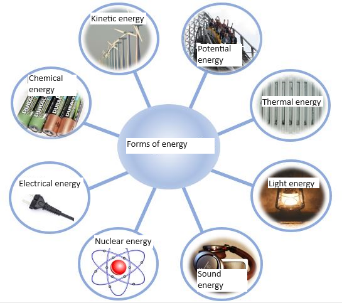 Kinetic energy
Potential
energy
Thermal energy
Light energy
Sound
energy
Nuclear energy
Electrical energy
Chemical
energy
Forms of energy